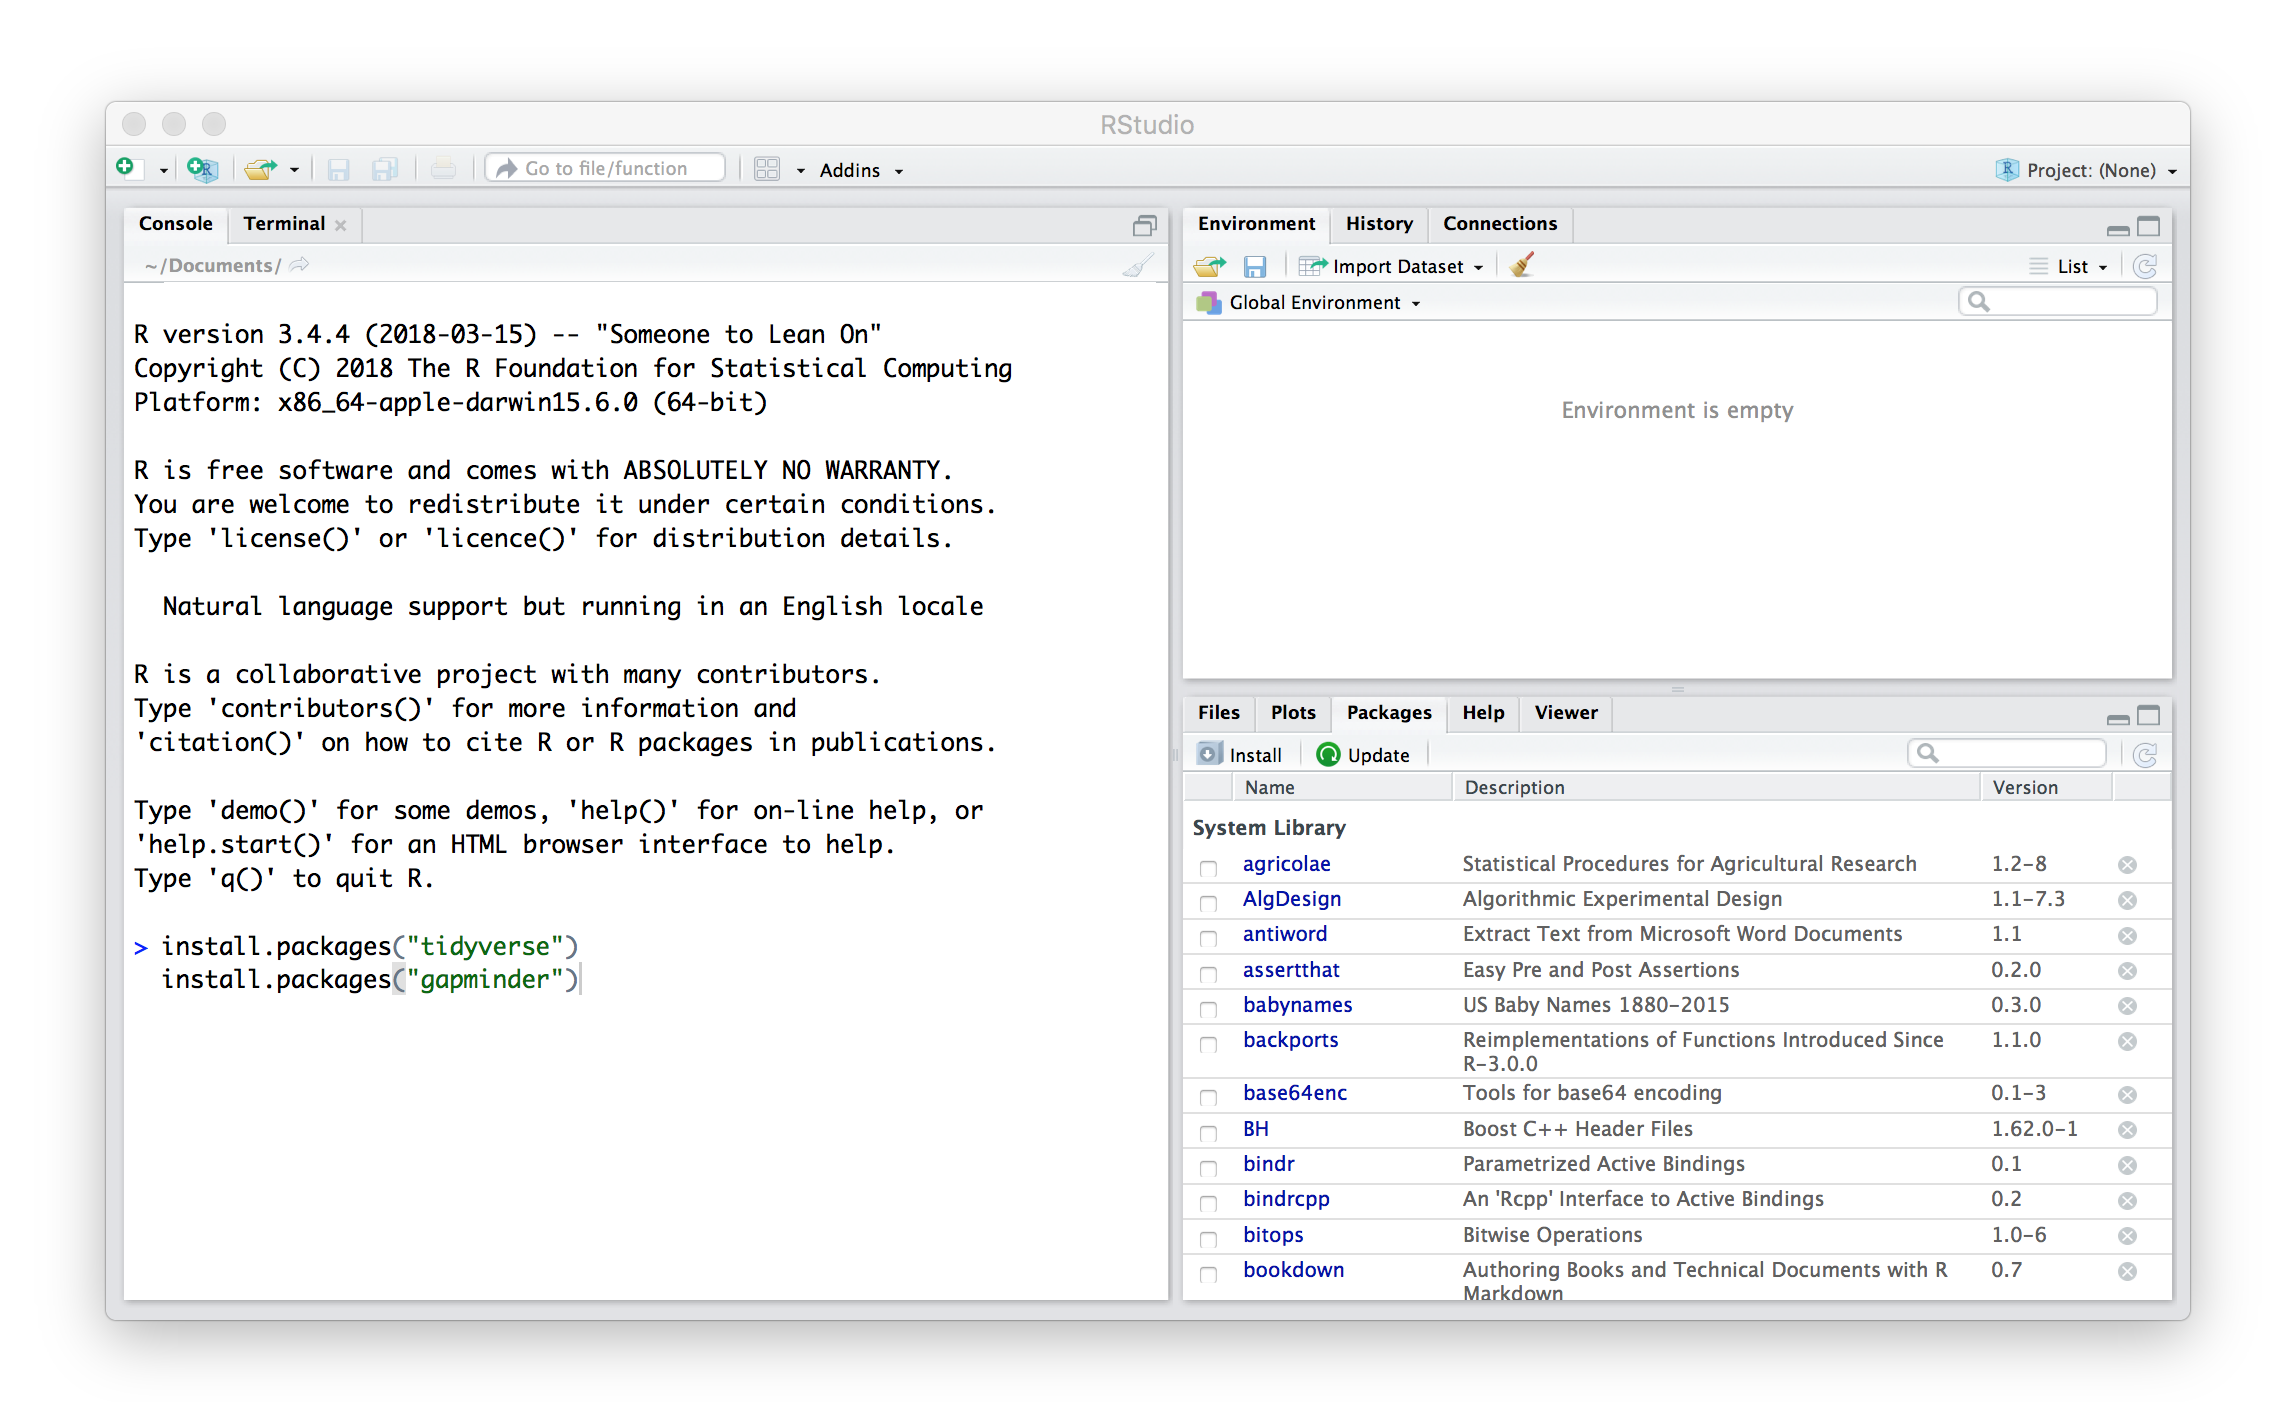 RStudio
Go to file/function
Addins
Project: (None)
Console Terminal
~/Documents/
R version 3.4.4 (2018-03-15) -- "Someone to Lean On"
Copyright (C) 2018 The R Foundation for Statistical Computing
Platform: x86_64-apple-darwin15.6.0 (64-bit)
R is free software and comes with ABSOLUTELY NO WARRANTY.
You are welcome to redistribute it under certain conditions.
Type 'license()' or 'licence()' for distribution details.
Natural language support but running in an English locale
R is a collaborative project with many contributors.
Type 'contributors()' for more information and
'citation()' on how to cite R or R packages in publications.
Type 'demo()' for some demos, 'help()' for on-line help, or
'help.start()' for an HTML browser interface to help.
Type 'q()' to quit R.
> install.packages("tidyverse")
install.packages("gapminder")
Environment History Connections
Import Dataset
List
Global Environment
Environment is empty
Files Plots Packages Help Viewer
Install Update
Name Description Version
System Library
agricolae Statistical Procedures for Agricultural Research 1.2-8
AlgDesign Algorithmic Experimental Design 1.1-7.3
antiword Extract Text from Microsoft Word Documents 1.1
assertthat Easy Pre and Post Assertions 0.2.0
babynames US Baby Names 1880-2015 0.3.0
backports Reimplementations of Functions Introduced Since 1.1.0
R-3.0.0
base64enc Tools for base64 encoding 0.1-3
BH Boost C++ Header Files 1.62.0-1
bindr Parametrized Active Bindings 0.1
bindrcpp An 'Rcpp' Interface to Active Bindings 0.2
bitops Bitwise Operations 1.0-6
bookdown Authoring Books and Technical Documents with R 0.7
Markdown